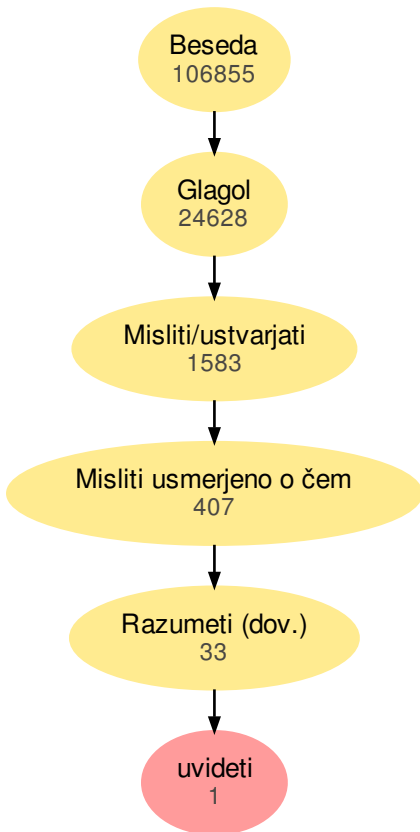 Beseda
106855
Glagol
24628
Misliti/ustvarjati
1583
Misliti usmerjeno o čem
407
Razumeti (dov.)
33
uvideti
1